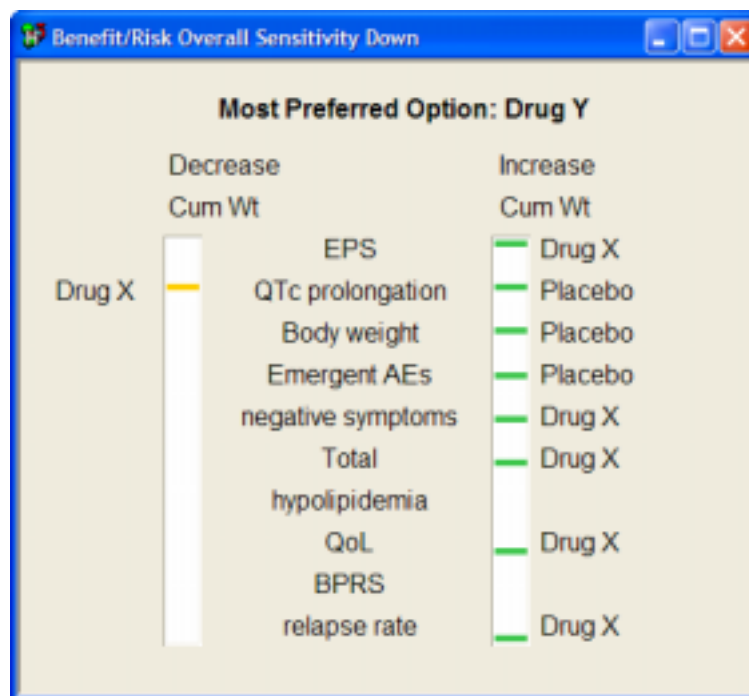 Benefit/Risk Overall Sensitivity Down
Most Preferred Option: Drug Y
Decrease Increase
Cum Wt Cum Wt
EPS Drug X
Drug X QTc prolongation Placebo
Body weight Placebo
Emergent AEs Placebo
negative symptoms Drug X
Total Drug X
hypolipidemia
QoL Drug X
BPRS
relapse rate Drug X